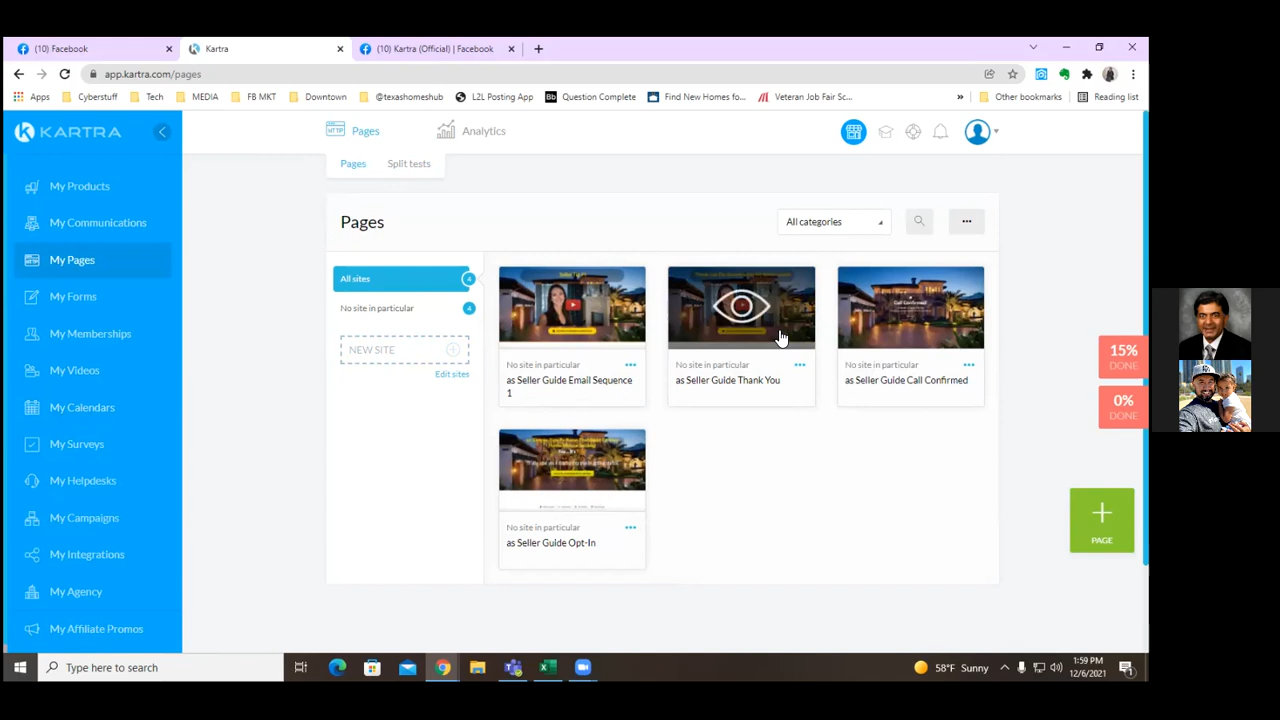 (10) Facebook
Kartra
(10) Kartra (Official) | Facebook
app.kartra.com/pages
Apps
Cyberstuff
Tech
MEDIA
FB MKT
Downtown
@texashomeshub
L2L Posting App
Bb Question Complete
Find New Homes fo...
Veteran Job Fair Sc...
»
Other bookmarks
Reading list
KARTRA
Pages
Analytics
Pages
Split tests
My Products
My Communications
My Pages
My Forms
My Memberships
My Videos
My Calendars
My Surveys
My Helpdesks
My Campaigns
My Integrations
My Agency
My Affiliate Promos
Pages
All categories
All sites
4
No site in particular
4
NEW SITE
Edit sites
No site in particular
as Seller Guide Email Sequence
1
No site in particular
as Seller Guide Thank You
Call Confirmed
No site in particular
as Seller Guide Call Confirmed
No site in particular
as Seller Guide Opt-In
15%
DONE
0%
DONE
PAGE
Type here to search
58°F Sunny
1:59 PM
12/6/2021